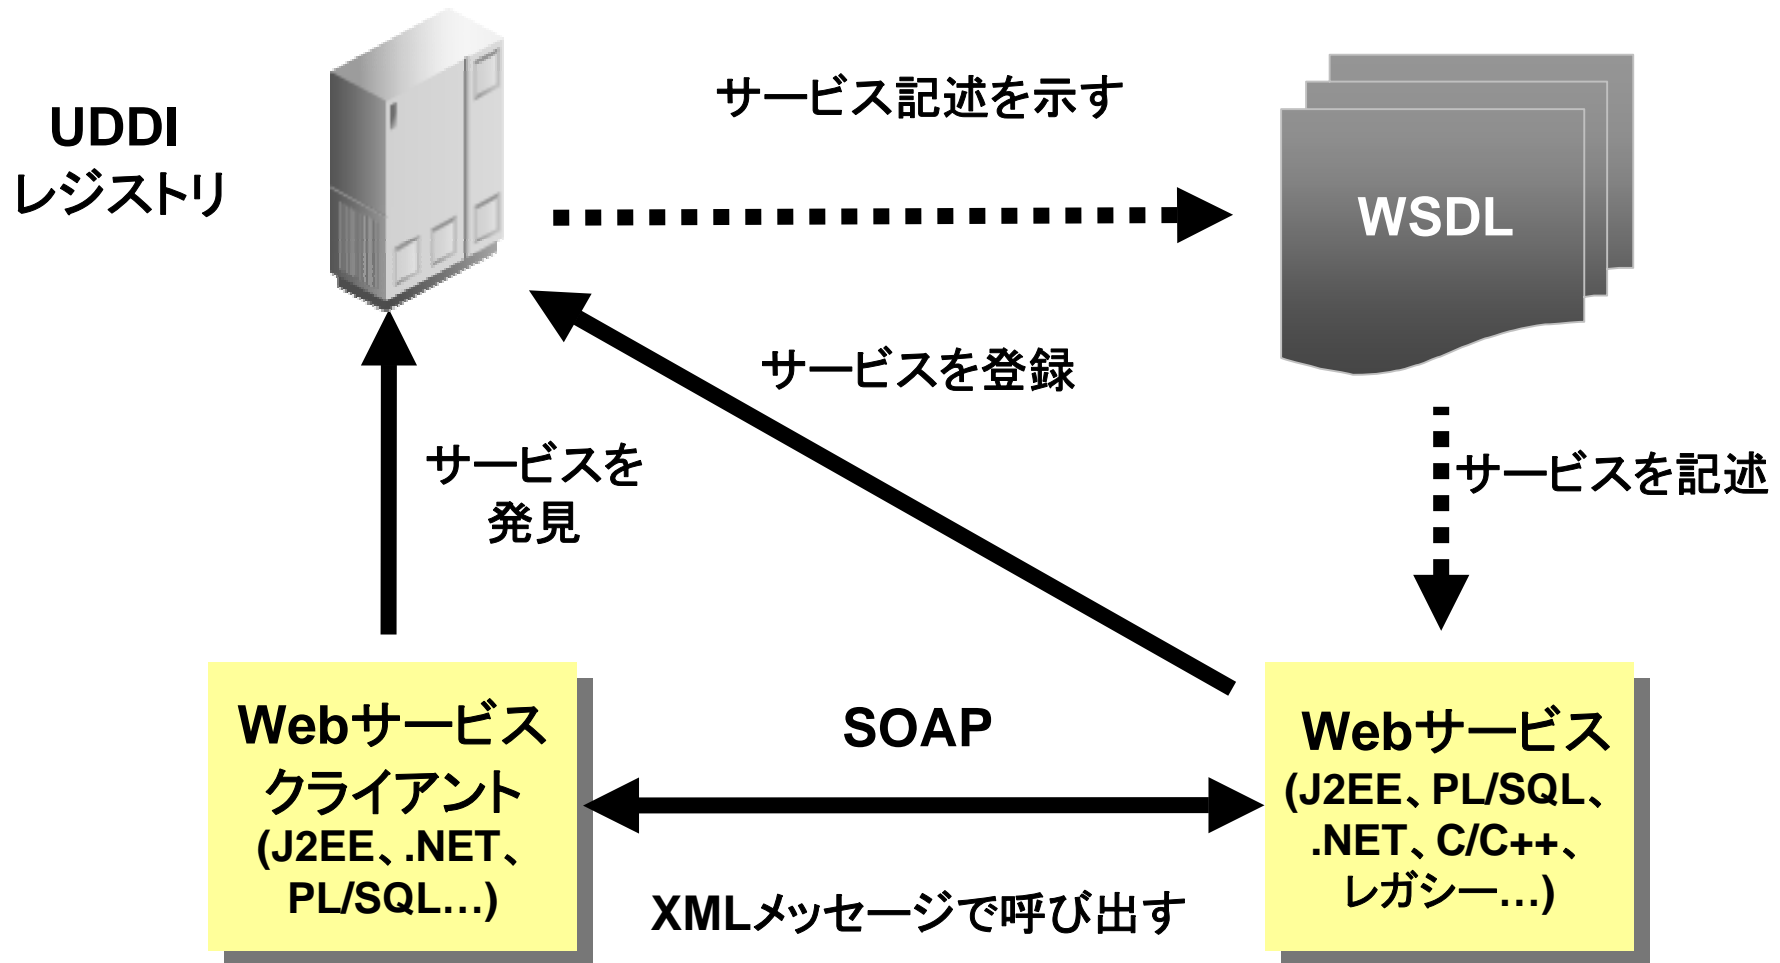 UDDI
レジストリ
サービス記述を示す
WSDL
サービスを登録
サービスを
発見
サービスを記述
Webサービス
クライアント
(J2EE、.NET、
PL/SQL…)
SOAP
XMLメッセージで呼び出す
Webサービス
(J2EE、PL/SQL、
.NET、C/C++、
レガシー…)